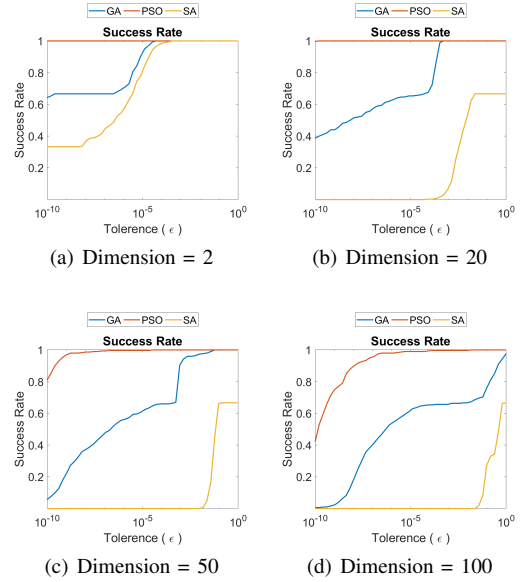 GA PSO SA
Success Rate
1
0.8
0.6
0.4
0.2
Success Rate
10^-10 10^-5 10^0
Tolerence ( ϵ )
(a) Dimension = 2
GA PSO SA
Success Rate
1
0.8
0.6
0.4
0.2
Success Rate
10^-10 10^-5 10^0
Tolerence ( ϵ )
(b) Dimension = 20
GA PSO SA
Success Rate
1
0.8
0.6
0.4
0.2
Success Rate
10^-10 10^-5 10^0
Tolerence ( ϵ )
(c) Dimension = 50
GA PSO SA
Success Rate
1
0.8
0.6
0.4
0.2
Success Rate
10^-10 10^-5 10^0
Tolerence ( ϵ )
(d) Dimension = 100